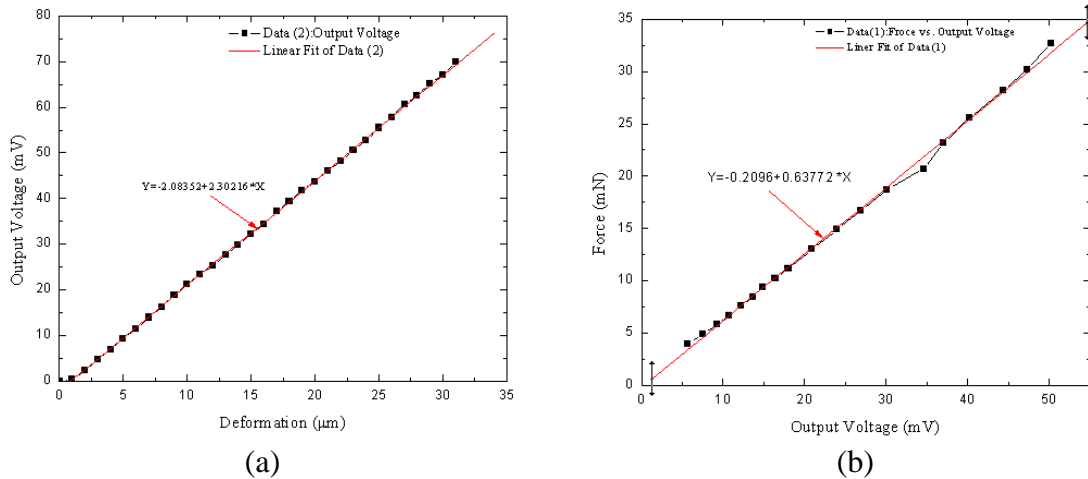 80
70
60
50
40
30
20
10
0
Output Voltage (mV)
Data (2):Output Voltage
Linear Fit of Data (2)
Y=-2.08352+2.30216*X
0 5 10 15 20 25 30 35
Deformation (μm)
(a)
35
30
25
20
15
10
5
0
Force (mN)
Data(1):Froce vs. Output Voltage
Liner Fit of Data(1)
Y=-0.2096+0.63772*X
0 10 20 30 40 50
Output Voltage (mV)
(b)